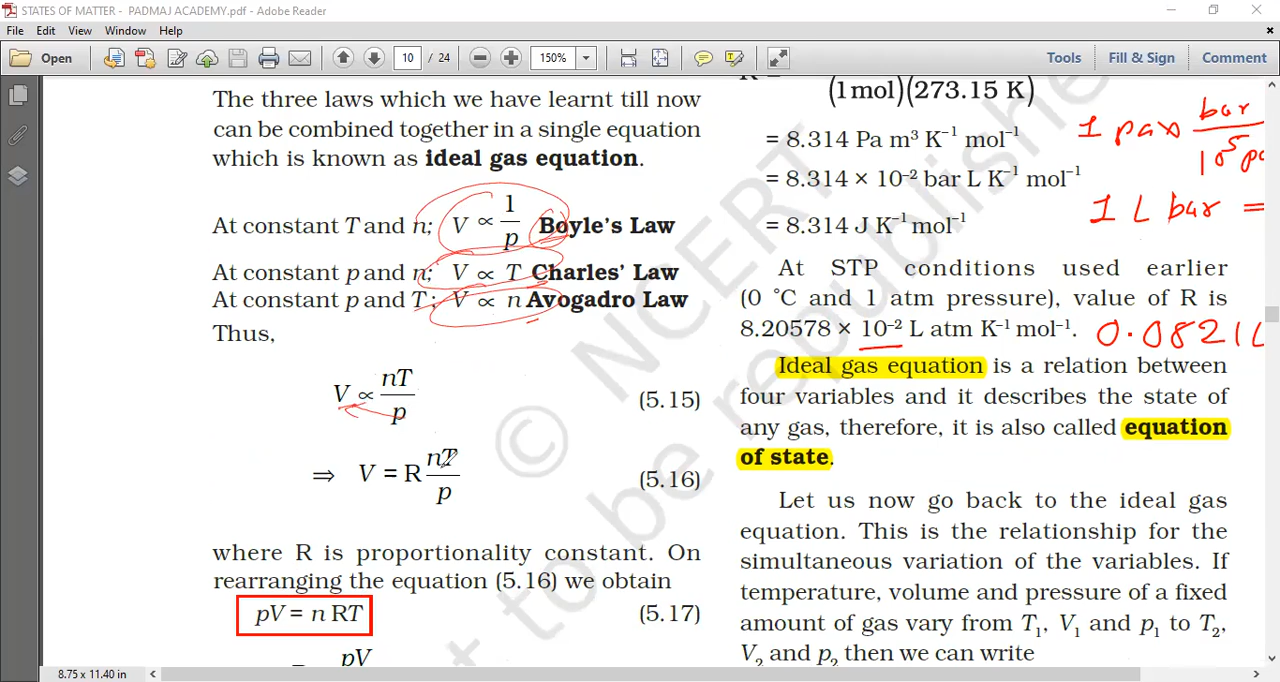 STATES OF MATTER - PADMAJ ACADEMY.pdf - Adobe Reader
File Edit View Window Help
Open 10 / 24 150% Tools Fill & Sign Comment
The three laws which we have learnt till now
can be combined together in a single equation
which is known as ideal gas equation.
At constant T and n; V ∝ 1/p Boyle's Law
At constant p and n; V ∝ T Charles' Law
At constant p and T; V ∝ n Avogadro Law
Thus,
V ∝ nT/p (5.15)
⇒ V = R nT/p (5.16)
where R is proportionality constant. On
rearranging the equation (5.16) we obtain
pV = n RT (5.17)
pV
(1mol)(273.15 K)
= 8.314 Pa m³ K⁻¹ mol⁻¹
= 8.314 × 10⁻² bar L K⁻¹ mol⁻¹
= 8.314 J K⁻¹ mol⁻¹
1 pa × bar/10⁵ pa
1 L bar =
At STP conditions used earlier
(0 °C and 1 atm pressure), value of R is
8.20578 × 10⁻² L atm K⁻¹ mol⁻¹.
0.0821 L
Ideal gas equation is a relation between
four variables and it describes the state of
any gas, therefore, it is also called equation
of state.
Let us now go back to the ideal gas
equation. This is the relationship for the
simultaneous variation of the variables. If
temperature, volume and pressure of a fixed
amount of gas vary from T₁, V₁ and p₁ to T₂,
V₂ and p₂ then we can write
© NCERT
not to be republished
8.75 x 11.40 in